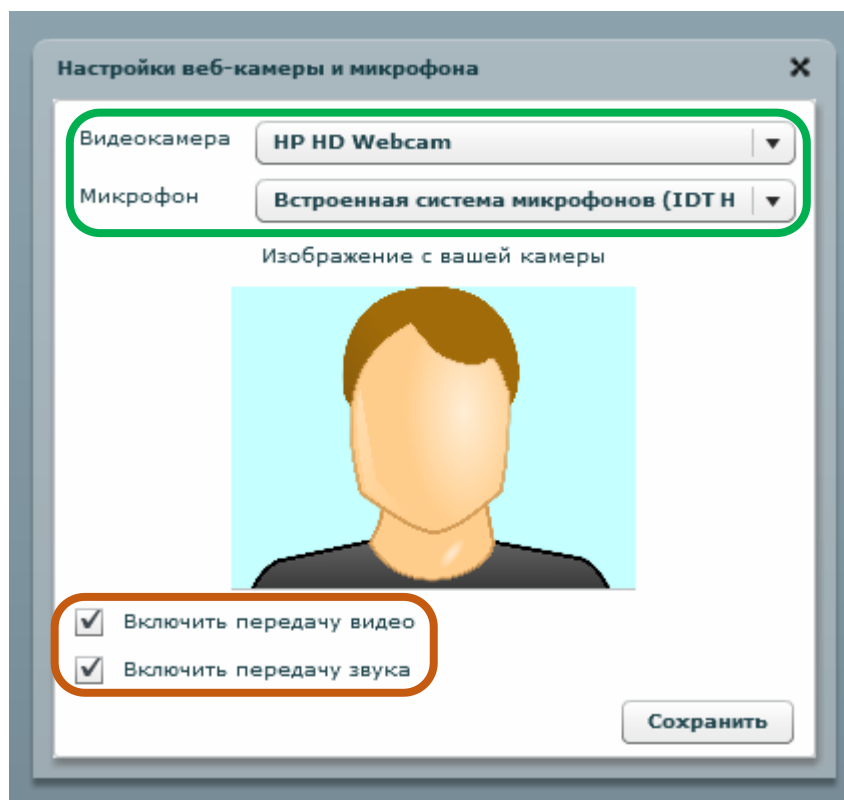 Настройки веб-камеры и микрофона
Видеокамера HP HD Webcam
Микрофон Встроенная система микрофонов (IDT H
Изображение с вашей камеры
Включить передачу видео
Включить передачу звука
Сохранить